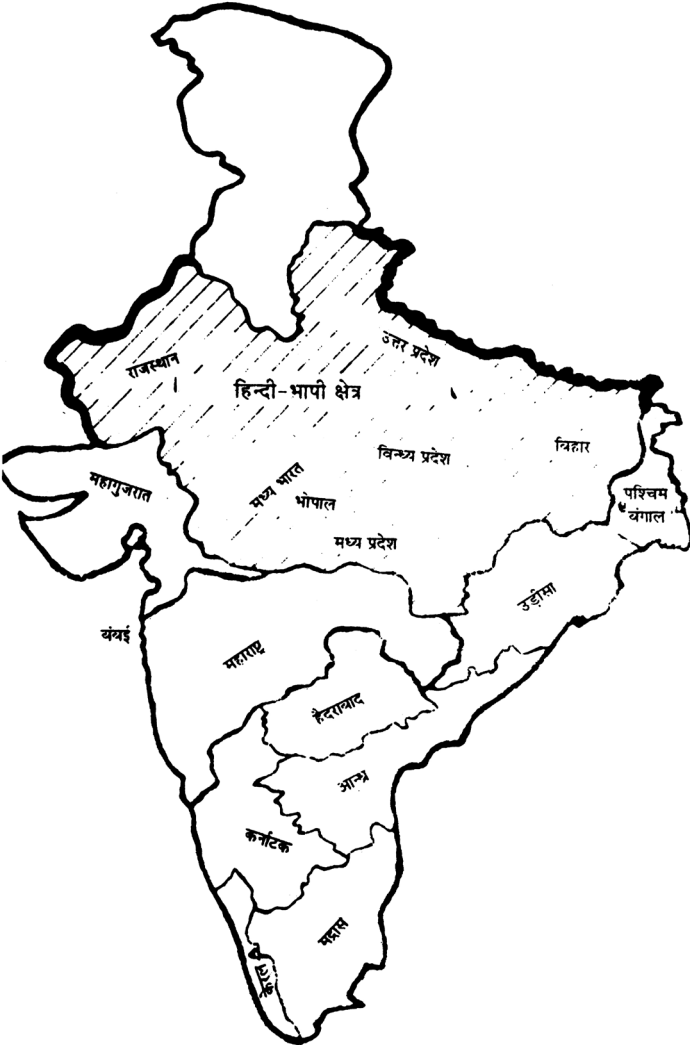 उत्तर प्रदेश
राजस्थान
हिन्दी-भाषी क्षेत्र
बिहार
विन्ध्य प्रदेश
मध्य भारत
महागुजरात
पश्चिम
बंगाल
भोपाल
मध्य प्रदेश
उड़ीसा
बंबई
महाराष्ट्र
हैदराबाद
आन्ध्र
कर्नाटक
मद्रास
केरल